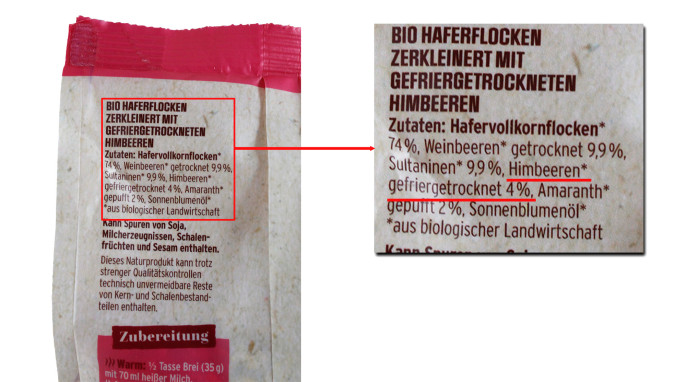 BIO HAFERFLOCKEN
ZERKLEINERT MIT
GEFRIERGETROCKNETEN
HIMBEEREN
Zutaten: Hafervollkornflocken*
74%, Weinbeeren* getrocknet 9,9%,
Sultaninen* 9,9%, Himbeeren*
gefriergetrocknet 4%, Amaranth*
gepufft 2%, Sonnenblumenöl*
*aus biologischer Landwirtschaft
Kann Spuren von Soja,
Milcherzeugnissen, Schalen-
früchten und Sesam enthalten.
Dieses Naturprodukt kann trotz
strenger Qualitätskontrollen
technisch unvermeidbare Reste
von Kern- und Schalenbestand-
teilen enthalten.
Zubereitung
))) Warm: ½ Tasse Brei (35 g)
mit 70 ml heißer Milch,
BIO HAFERFLOCKEN
ZERKLEINERT MIT
GEFRIERGETROCKNETEN
HIMBEEREN
Zutaten: Hafervollkornflocken*
74%, Weinbeeren* getrocknet 9,9%,
Sultaninen* 9,9%, Himbeeren*
gefriergetrocknet 4%, Amaranth*
gepufft 2%, Sonnenblumenöl*
*aus biologischer Landwirtschaft
Kann Spuren von Soja,